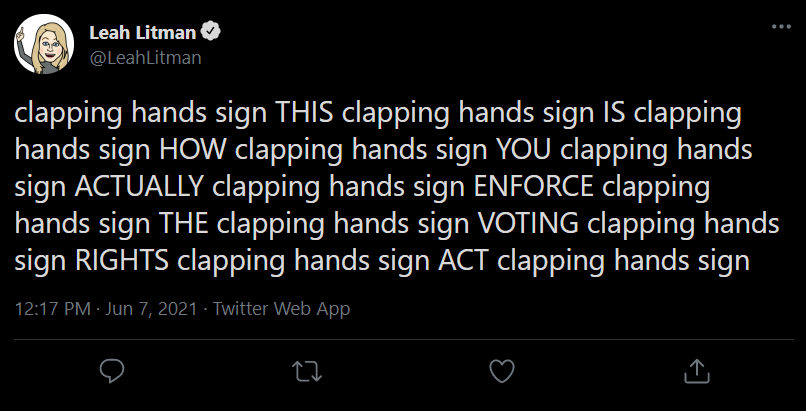 Leah Litman
@LeahLitman
clapping hands sign THIS clapping hands sign IS clapping
hands sign HOW clapping hands sign YOU clapping hands
sign ACTUALLY clapping hands sign ENFORCE clapping
hands sign THE clapping hands sign VOTING clapping hands
sign RIGHTS clapping hands sign ACT clapping hands sign
12:17 PM · Jun 7, 2021 · Twitter Web App